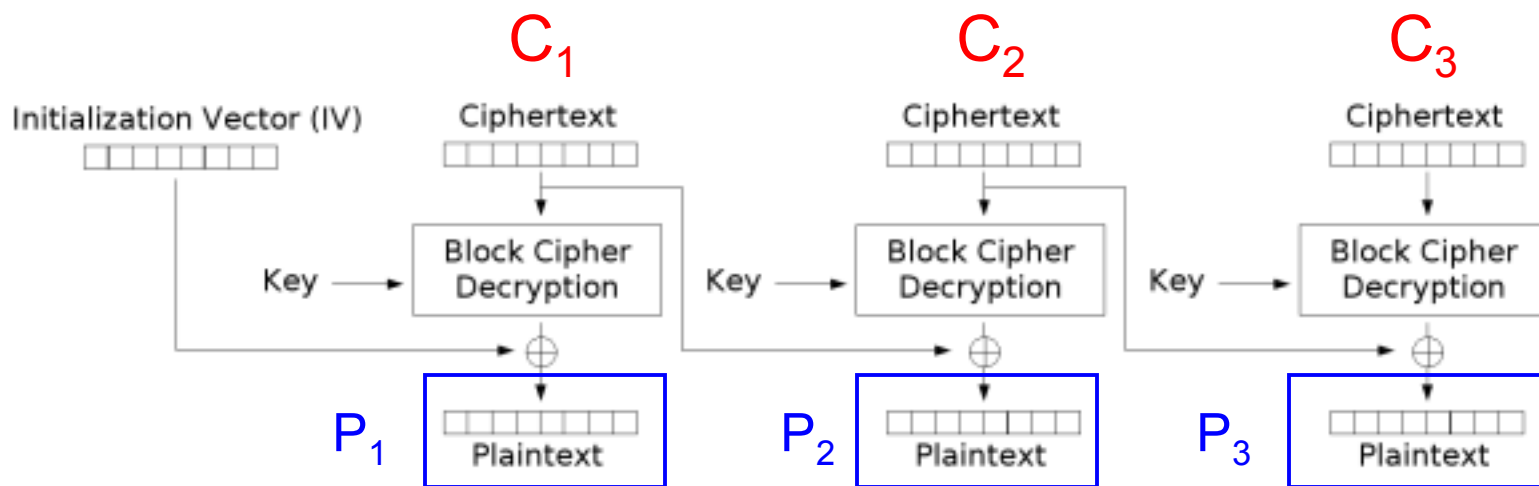 C1
C2
C3
Initialization Vector (IV)
Ciphertext
Ciphertext
Ciphertext
Key
Block Cipher
Decryption
Key
Block Cipher
Decryption
Key
Block Cipher
Decryption
P1
Plaintext
P2
Plaintext
P3
Plaintext